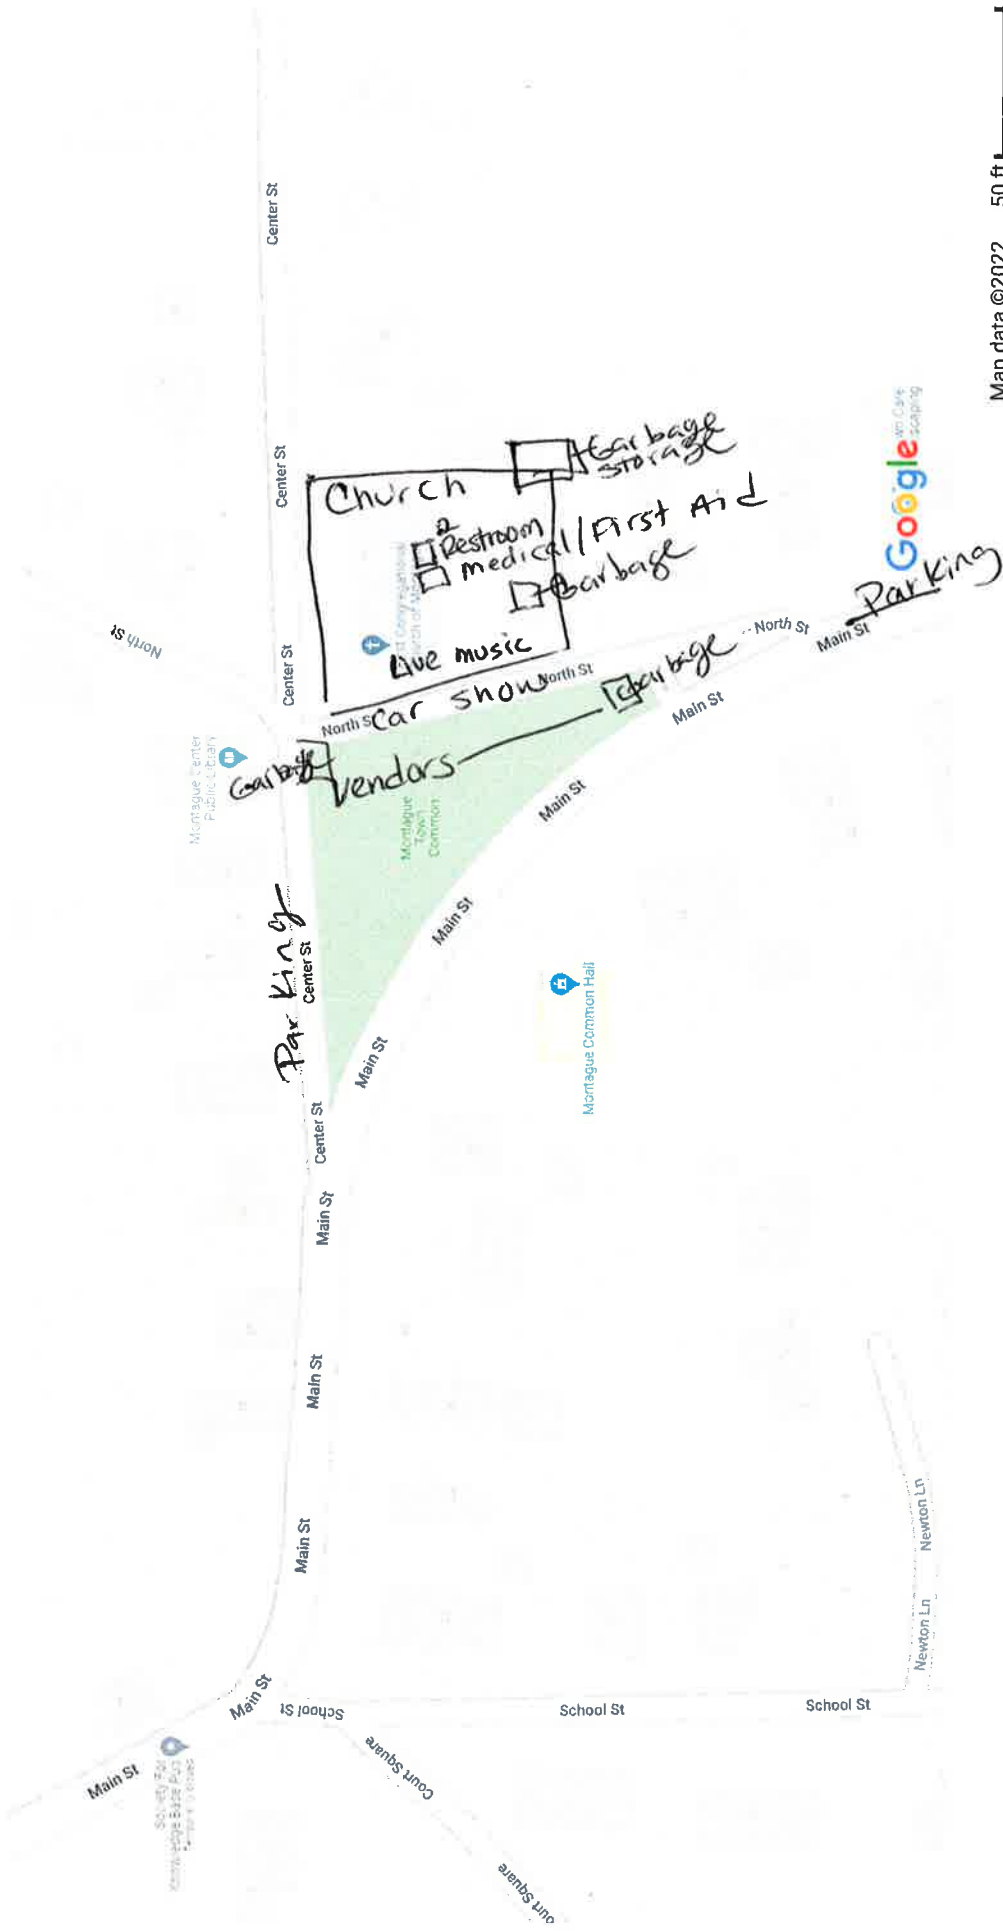 Center St
Center St
Church
Garbage
storage
2
Restroom
medical/First Aid
Garbage
North St
Center St
Live music
North St
Car show
North S
Garbage
North St
Main St
Parking
Google
Main St
Montague Center
Public Library
Garbage
Vendors
Montague
Town
Common
Main St
Parking
Center St
Main St
Montague Common Hall
Main St
Center St
Main St
Main St
Main St
Newton Ln
Newton Ln
Main St
School St
School St
School St
Main St
Court Square
ourt Square
Map data ©2022
50 ft